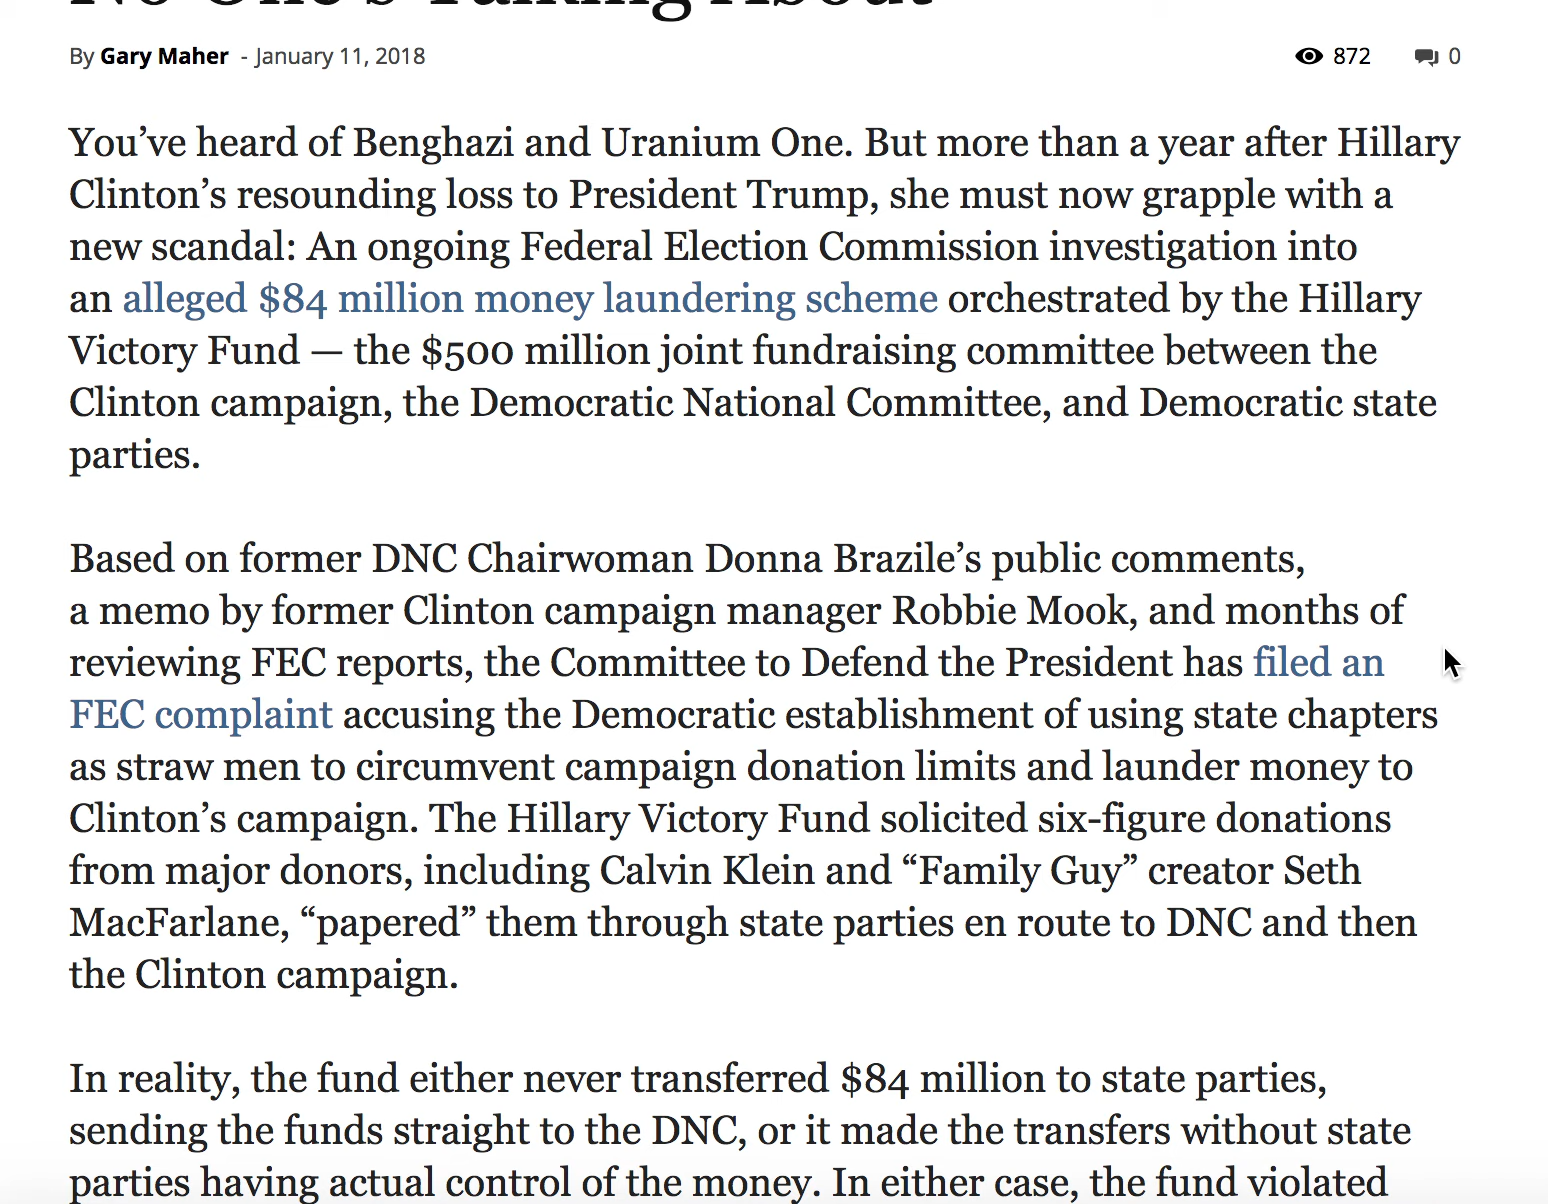 No One's Talking About
By Gary Maher - January 11, 2018 872 0
You’ve heard of Benghazi and Uranium One. But more than a year after Hillary
Clinton’s resounding loss to President Trump, she must now grapple with a
new scandal: An ongoing Federal Election Commission investigation into
an alleged $84 million money laundering scheme orchestrated by the Hillary
Victory Fund — the $500 million joint fundraising committee between the
Clinton campaign, the Democratic National Committee, and Democratic state
parties.
Based on former DNC Chairwoman Donna Brazile’s public comments,
a memo by former Clinton campaign manager Robbie Mook, and months of
reviewing FEC reports, the Committee to Defend the President has filed an
FEC complaint accusing the Democratic establishment of using state chapters
as straw men to circumvent campaign donation limits and launder money to
Clinton’s campaign. The Hillary Victory Fund solicited six-figure donations
from major donors, including Calvin Klein and “Family Guy” creator Seth
MacFarlane, “papered” them through state parties en route to DNC and then
the Clinton campaign.
In reality, the fund either never transferred $84 million to state parties,
sending the funds straight to the DNC, or it made the transfers without state
parties having actual control of the money. In either case, the fund violated